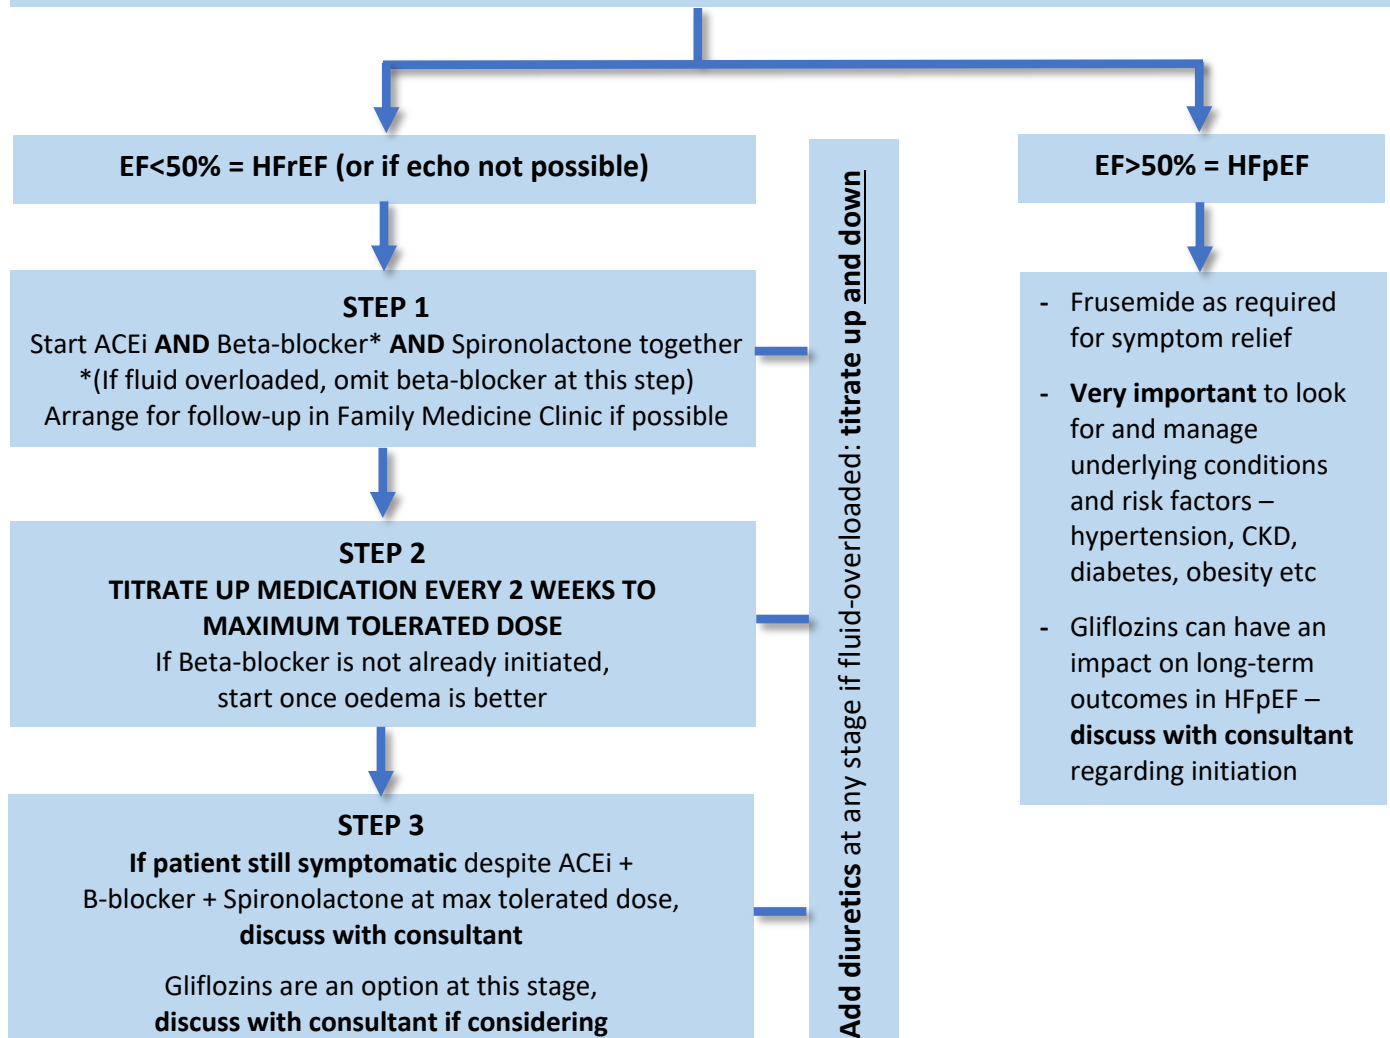 EF<50% = HFrEF (or if echo not possible)
STEP 1
Start ACEi AND Beta-blocker* AND Spironolactone together
*(If fluid overloaded, omit beta-blocker at this step)
Arrange for follow-up in Family Medicine Clinic if possible
STEP 2
TITRATE UP MEDICATION EVERY 2 WEEKS TO
MAXIMUM TOLERATED DOSE
If Beta-blocker is not already initiated,
start once oedema is better
STEP 3
If patient still symptomatic despite ACEi +
B-blocker + Spironolactone at max tolerated dose,
discuss with consultant
Gliflozins are an option at this stage,
discuss with consultant if considering
Add diuretics at any stage if fluid-overloaded: titrate up and down
EF>50% = HFpEF
- Frusemide as required
for symptom relief
- Very important to look
for and manage
underlying conditions
and risk factors –
hypertension, CKD,
diabetes, obesity etc
- Gliflozins can have an
impact on long-term
outcomes in HFpEF –
discuss with consultant
regarding initiation